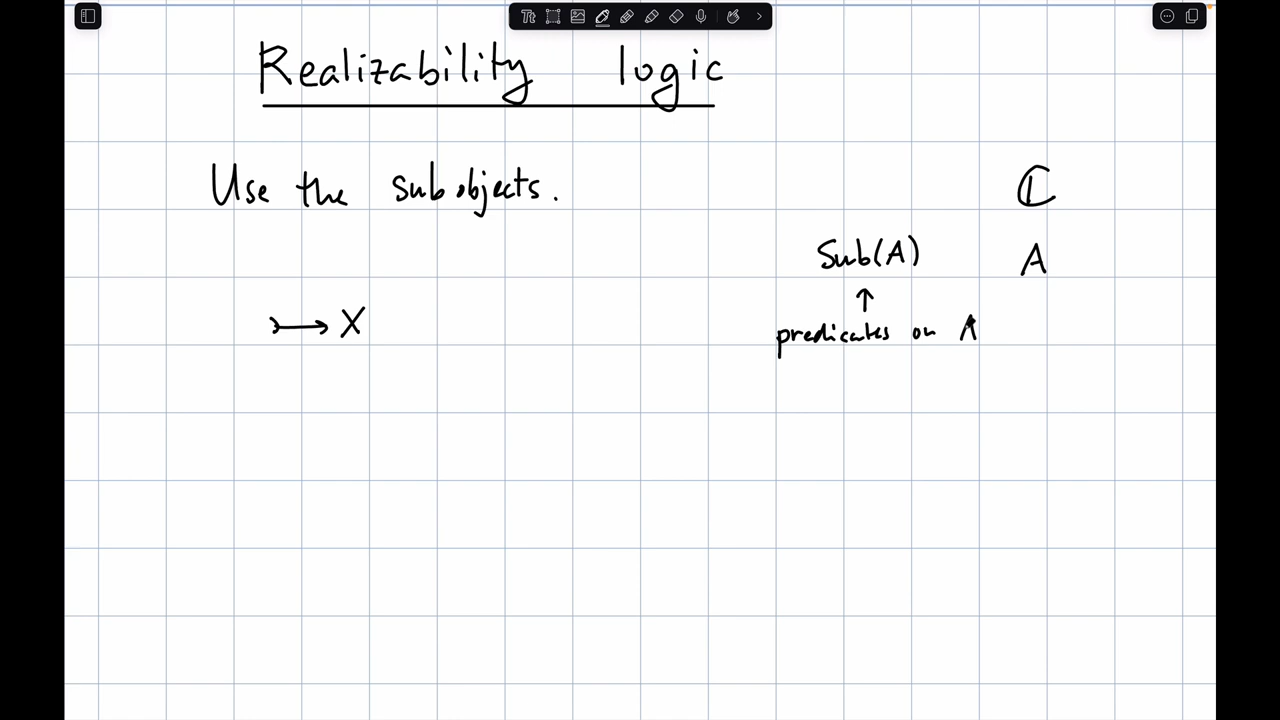 Realizability logic
Use the subobjects.
ℂ
Sub(A) A
↑
predicates on A
↣ X